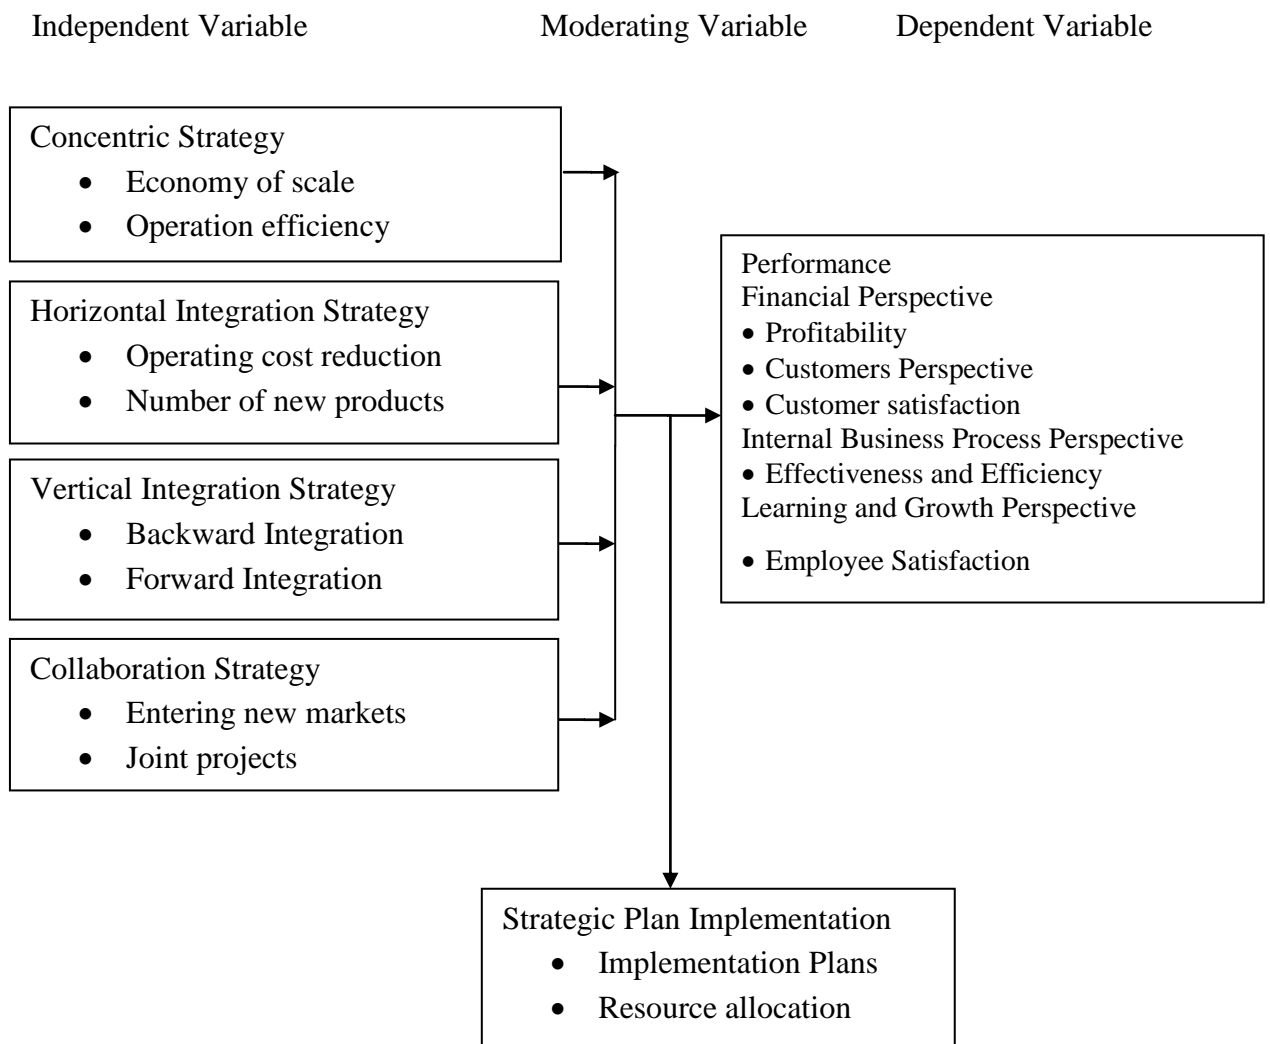 Independent Variable
Moderating Variable
Dependent Variable
Concentric Strategy
• Economy of scale
• Operation efficiency
Horizontal Integration Strategy
• Operating cost reduction
• Number of new products
Vertical Integration Strategy
• Backward Integration
• Forward Integration
Collaboration Strategy
• Entering new markets
• Joint projects
Performance
Financial Perspective
• Profitability
• Customers Perspective
• Customer satisfaction
Internal Business Process Perspective
• Effectiveness and Efficiency
Learning and Growth Perspective
• Employee Satisfaction
Strategic Plan Implementation
• Implementation Plans
• Resource allocation